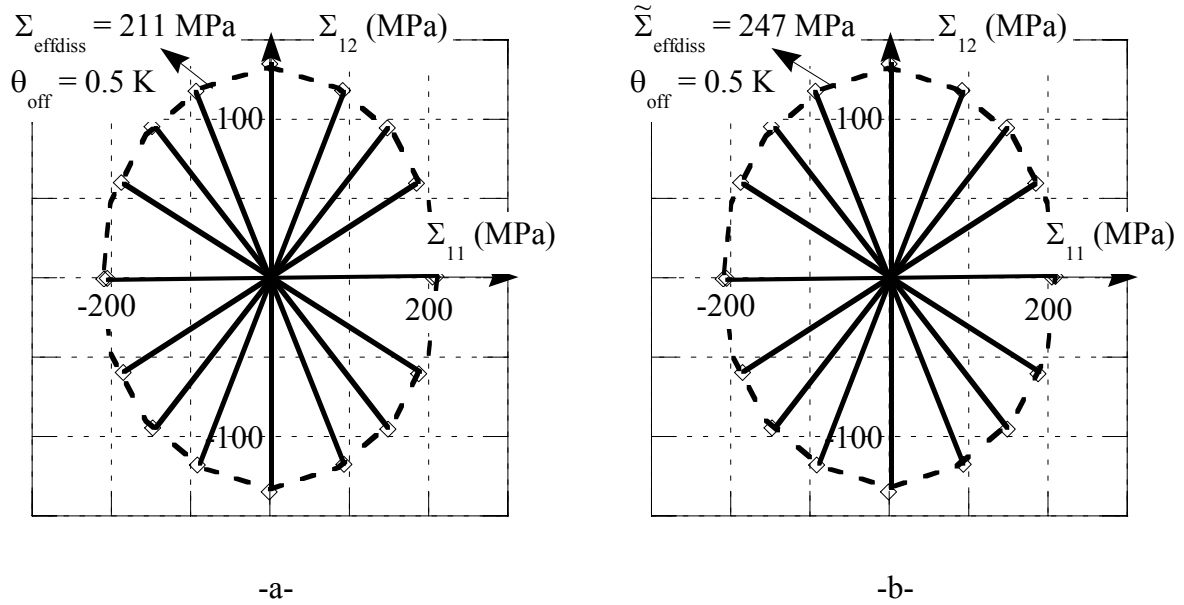 Σeffdiss = 211 MPa
θoff = 0.5 K
Σ12 (MPa)
100
Σ11 (MPa)
-200
200
-100
-a-
Σ̃effdiss = 247 MPa
θoff = 0.5 K
Σ12 (MPa)
100
Σ11 (MPa)
-200
200
-100
-b-